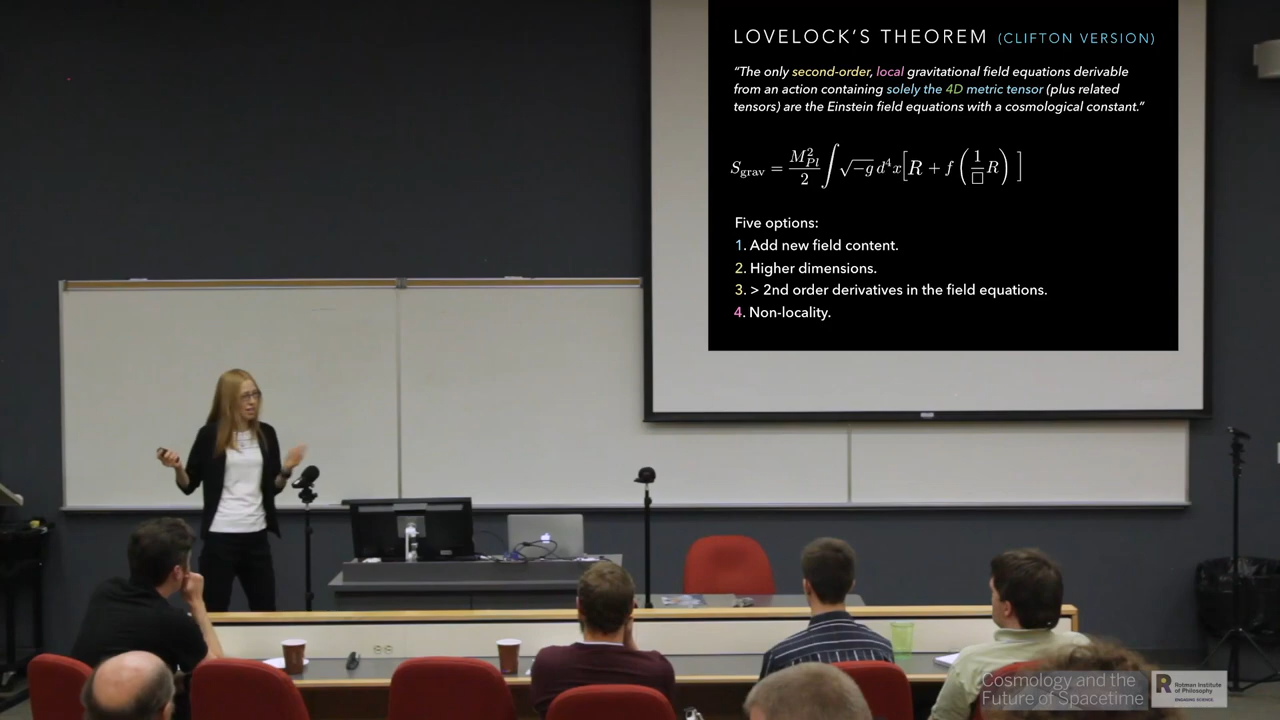 LOVELOCK'S THEOREM (CLIFTON VERSION)
“The only second-order, local gravitational field equations derivable
from an action containing solely the 4D metric tensor (plus related
tensors) are the Einstein field equations with a cosmological constant.”
S_grav = M_Pl^2/2 ∫ √−g d⁴x [R + f (1/□ R) ]
Five options:
1. Add new field content.
2. Higher dimensions.
3. > 2nd order derivatives in the field equations.
4. Non-locality.
Cosmology and the
Future of Spacetime
R
Rotman Institute
of Philosophy
ENGAGING SCIENCE